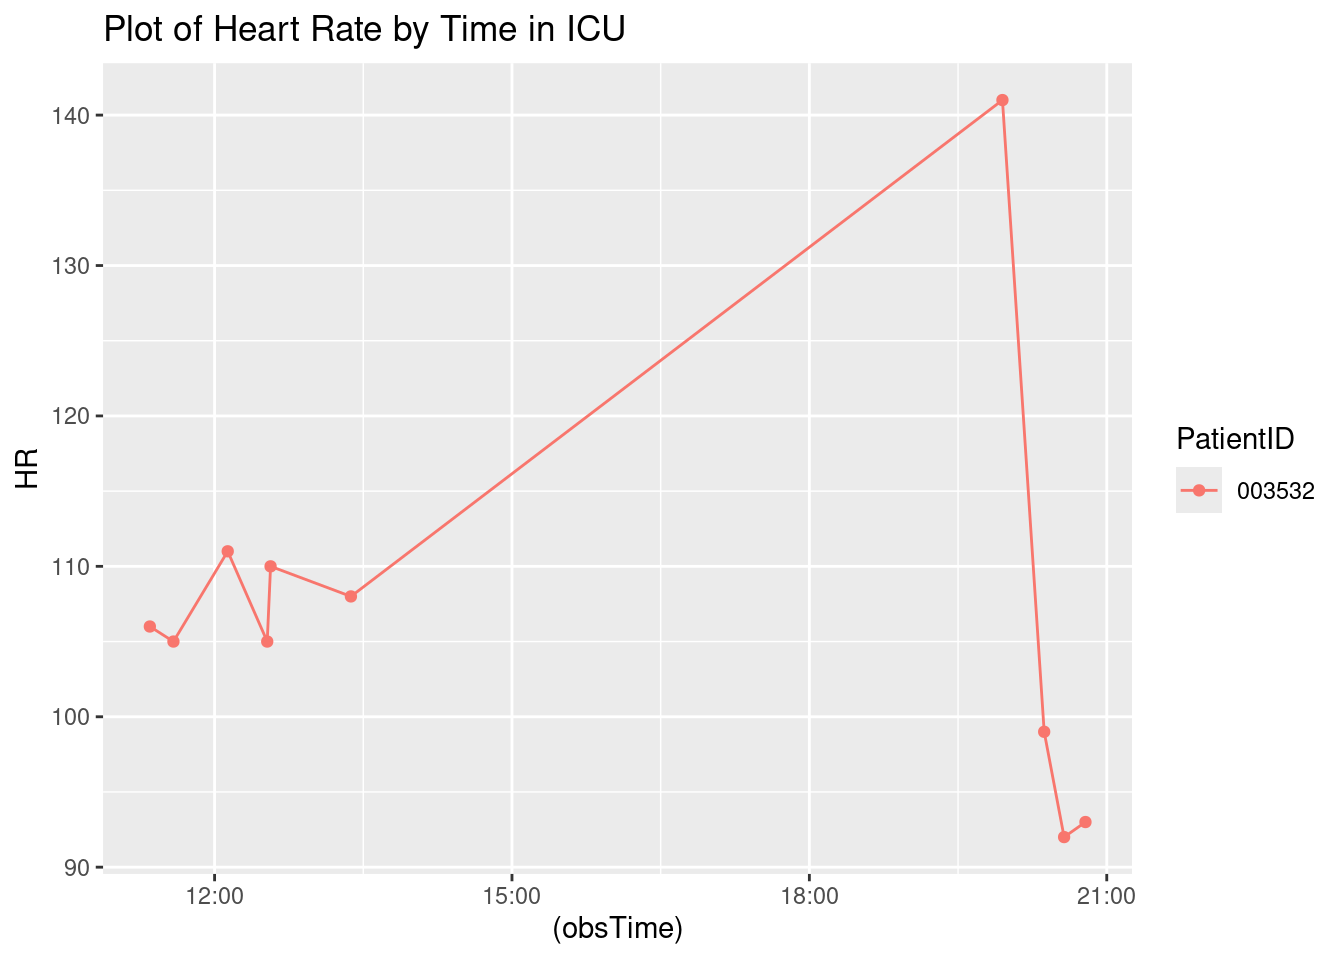 Plot of Heart Rate by Time in ICU
140
130
120
110
100
90
HR
12:00
15:00
18:00
21:00
(obsTime)
PatientID
003532